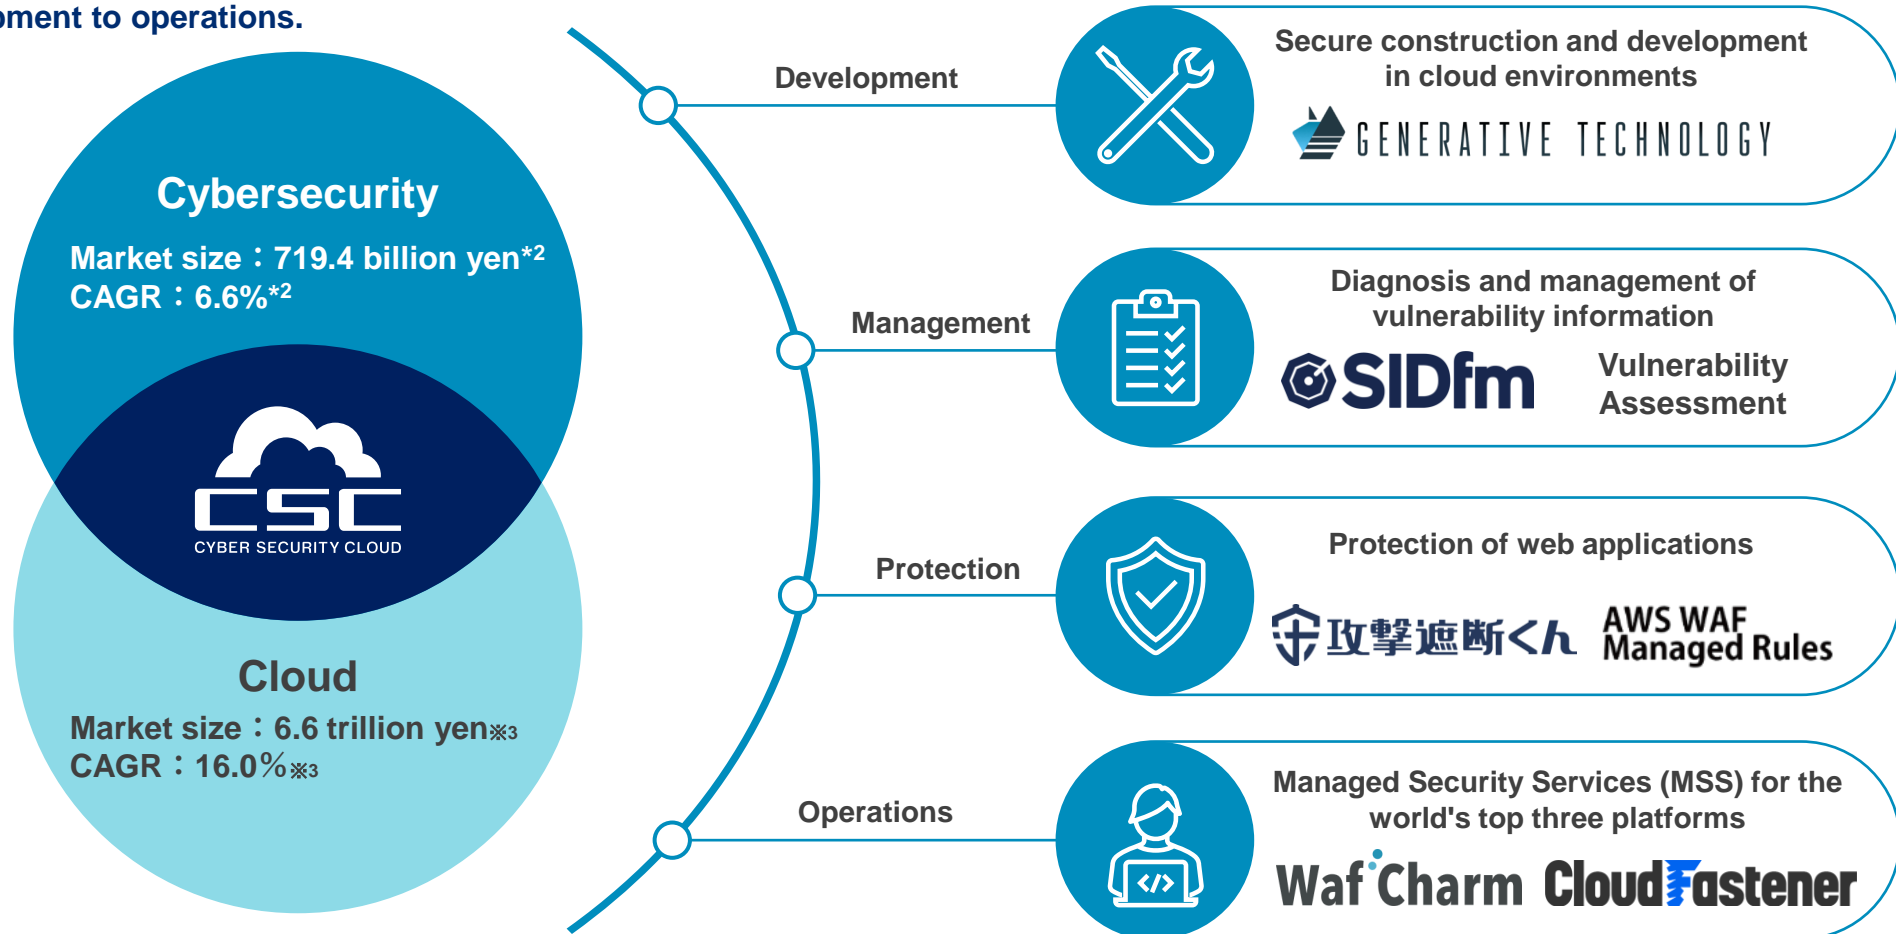 pment to operations.
Cybersecurity
Market size：719.4 billion yen*2
CAGR：6.6%*2
CSC
CYBER SECURITY CLOUD
Cloud
Market size：6.6 trillion yen※3
CAGR：16.0％※3
Development
Secure construction and development
in cloud environments
GENERATIVE TECHNOLOGY
Management
Diagnosis and management of
vulnerability information
SIDfm
Vulnerability
Assessment
Protection
Protection of web applications
攻撃遮断くん
AWS WAF
Managed Rules
Operations
Managed Security Services (MSS) for the
world's top three platforms
WafCharm
CloudFastener